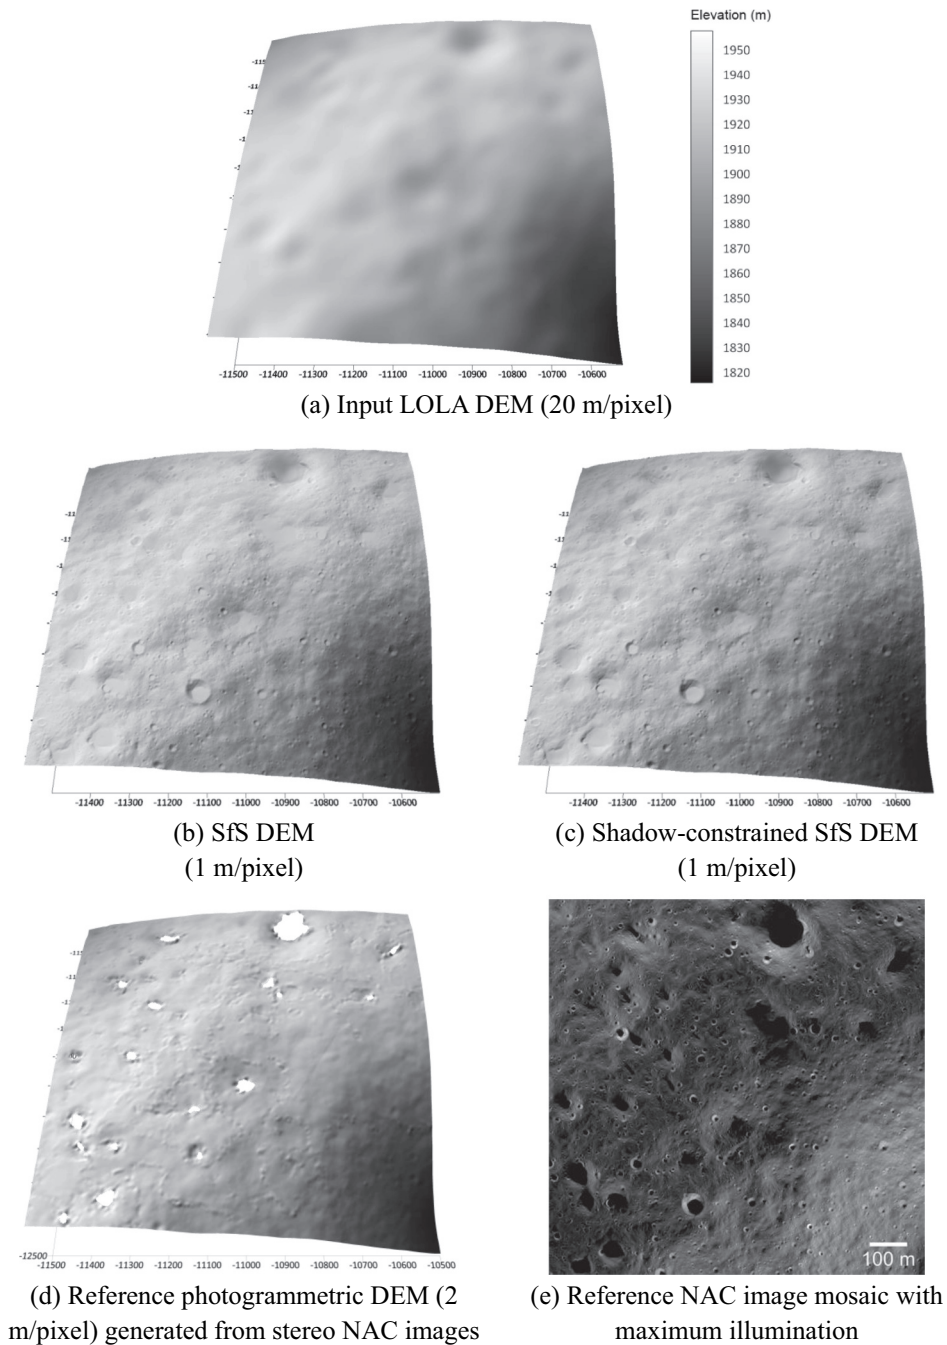 Elevation (m)
1950
1940
1930
1920
1910
1900
1890
1880
1870
1860
1850
1840
1830
1820
-11500 -11400 -11300 -11200 -11100 -11000 -10900 -10800 -10700 -10600
(a) Input LOLA DEM (20 m/pixel)
-11400 -11300 -11200 -11100 -11000 -10900 -10800 -10700 -10600
-11400 -11300 -11200 -11100 -11000 -10900 -10800 -10700 -10600
(b) SfS DEM
(1 m/pixel)
(c) Shadow-constrained SfS DEM
(1 m/pixel)
-12500
-11500 -11400 -11300 -11200 -11100 -11000 -10900 -10800 -10700 -10600 -10500
100 m
(d) Reference photogrammetric DEM (2
m/pixel) generated from stereo NAC images
(e) Reference NAC image mosaic with
maximum illumination